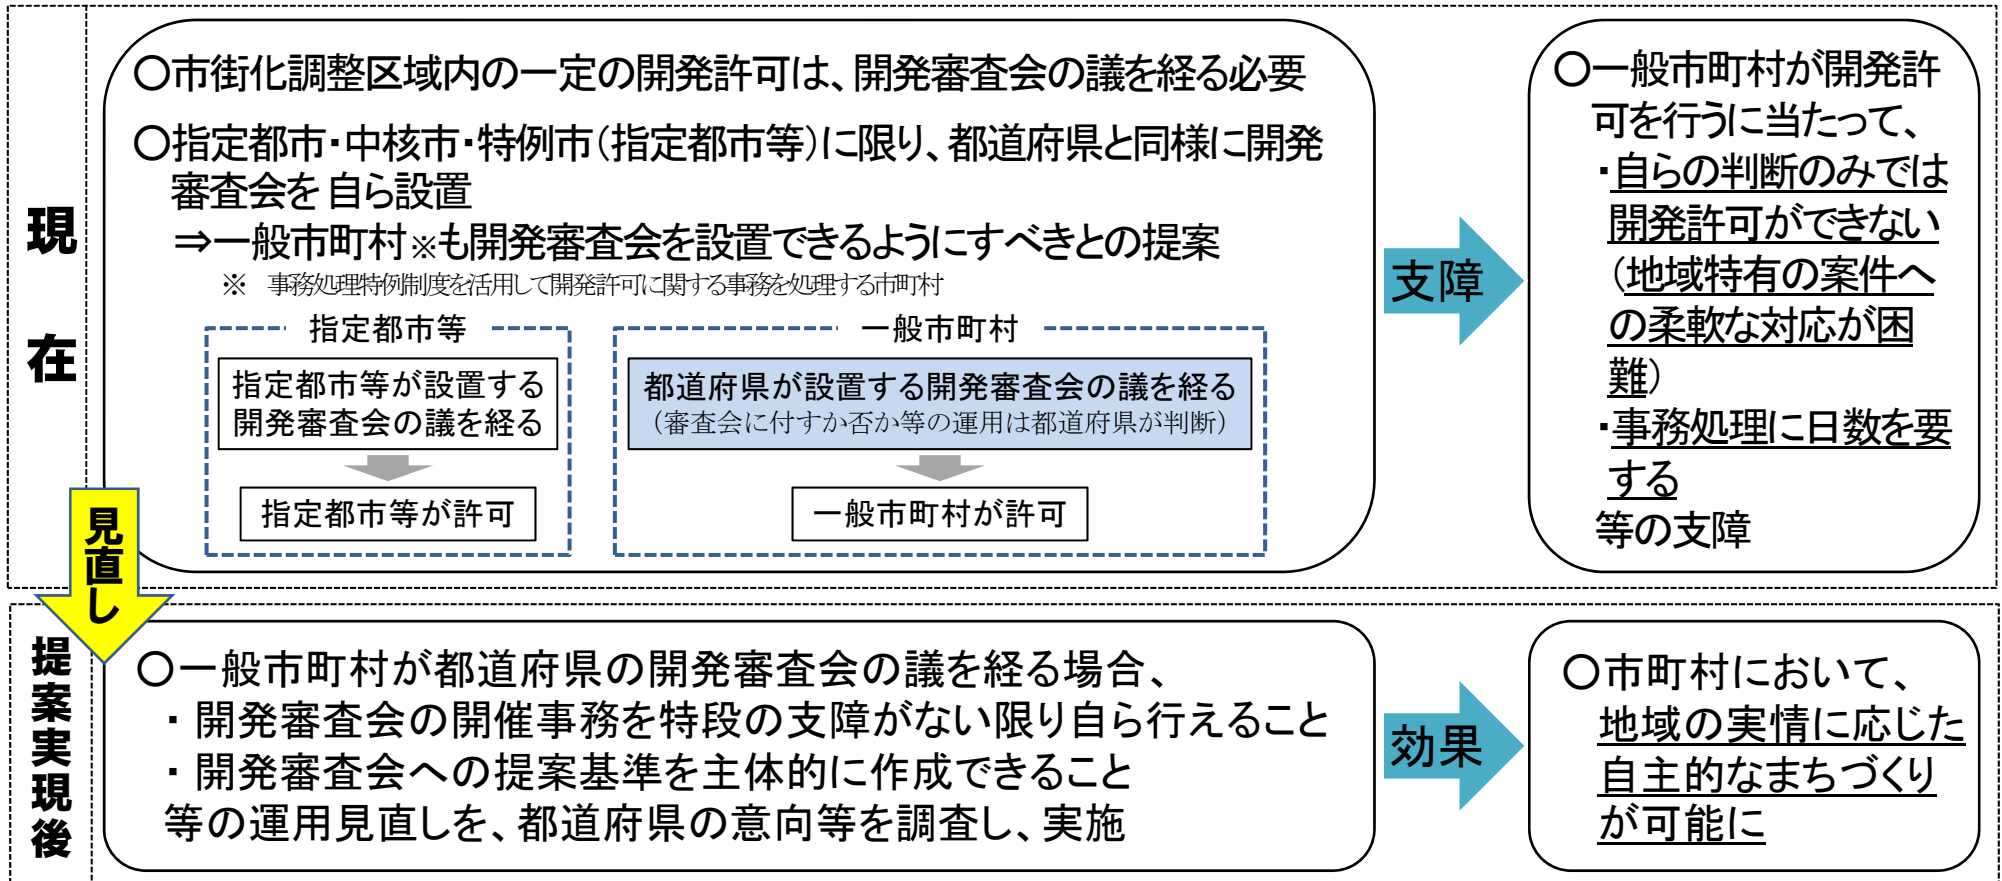 現在
〇市街化調整区域内の一定の開発許可は、開発審査会の議を経る必要
〇指定都市・中核市・特例市(指定都市等)に限り、都道府県と同様に開発
審査会を 自ら設置
⇒一般市町村※も開発審査会を設置できるようにすべきとの提案
※ 事務処理特例制度を活用して開発許可に関する事務を処理する市町村
指定都市等
指定都市等が設置する
開発審査会の議を経る
指定都市等が許可
一般市町村
都道府県が設置する開発審査会の議を経る
(審査会に付すか否か等の運用は都道府県が判断)
一般市町村が許可
支障
〇一般市町村が開発許
可を行うに当たって、
・自らの判断のみでは
開発許可ができない
(地域特有の案件へ
の柔軟な対応が困
難)
・事務処理に日数を要
する
等の支障
見直し
提案実現後
〇一般市町村が都道府県の開発審査会の議を経る場合、
・開発審査会の開催事務を特段の支障がない限り自ら行えること
・開発審査会への提案基準を主体的に作成できること
等の運用見直しを、都道府県の意向等を調査し、実施
効果
〇市町村において、
地域の実情に応じた
自主的なまちづくり
が可能に